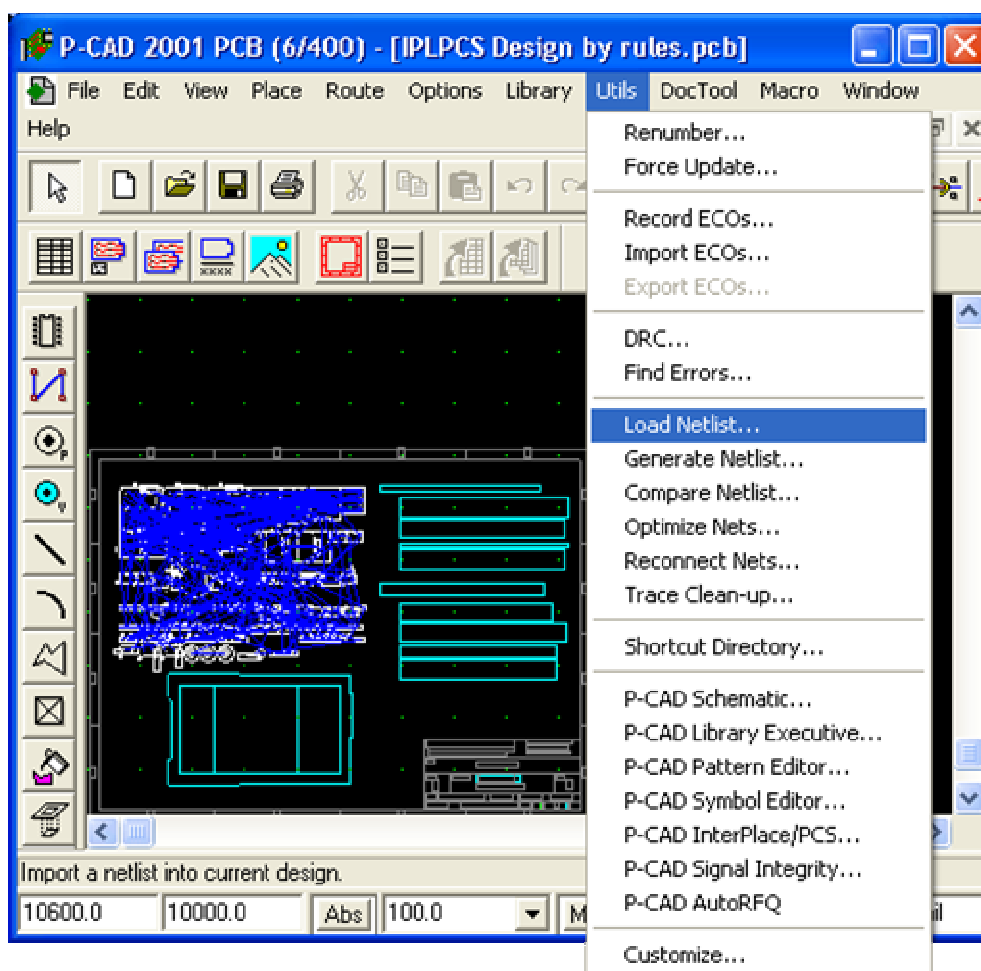 P-CAD 2001 PCB (6/400) - [IPLPCS Design by rules.pcb]
File Edit View Place Route Options Library Utils DocTool Macro Window
Help
Renumber...
Force Update...
Record ECOs...
Import ECOs...
Export ECOs...
DRC...
Find Errors...
Load Netlist...
Generate Netlist...
Compare Netlist...
Optimize Nets...
Reconnect Nets...
Trace Clean-up...
Shortcut Directory...
P-CAD Schematic...
P-CAD Library Executive...
P-CAD Pattern Editor...
P-CAD Symbol Editor...
P-CAD InterPlace/PCS...
P-CAD Signal Integrity...
P-CAD AutoRFQ
Customize...
Import a netlist into current design.
10600.0 10000.0 Abs 100.0 M